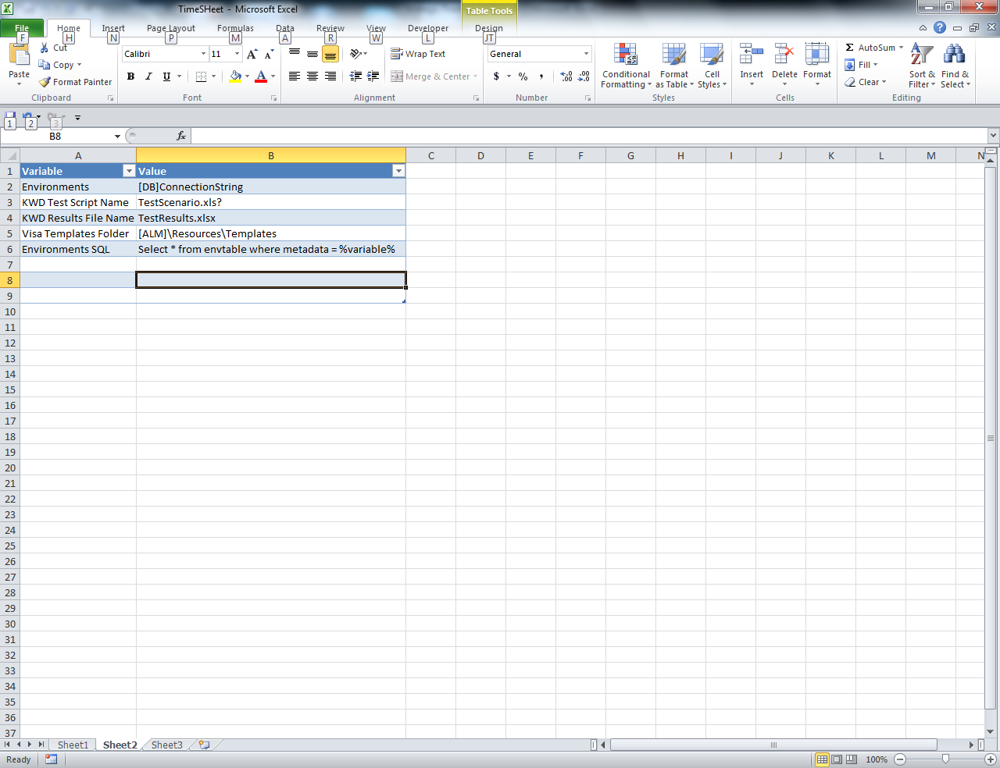 TimeSHeet - Microsoft Excel
Table Tools
File Home Insert Page Layout Formulas Data Review View Developer Design
F H N P M A R W L JT
Cut
Copy
Format Painter
Paste
Clipboard
Calibri 11
B I U
Font
Wrap Text
Merge & Center
Alignment
General
$ % ,
Number
Conditional Formatting
Format as Table
Cell Styles
Styles
Insert Delete Format
Cells
Σ AutoSum
Fill
Clear
Sort & Filter
Find & Select
Editing
1 2 3
B8 fx
A B C D E F G H I J K L M N
1 Variable Value
2 Environments [DB]ConnectionString
3 KWD Test Script Name TestScenario.xls?
4 KWD Results File Name TestResults.xlsx
5 Visa Templates Folder [ALM]\Resources\Templates
6 Environments SQL Select * from envtable where metadata = %variable%
7
8
9
10
11
12
13
14
15
16
17
18
19
20
21
22
23
24
25
26
27
28
29
30
31
32
33
34
35
36
37
Sheet1 Sheet2 Sheet3
Ready 100%